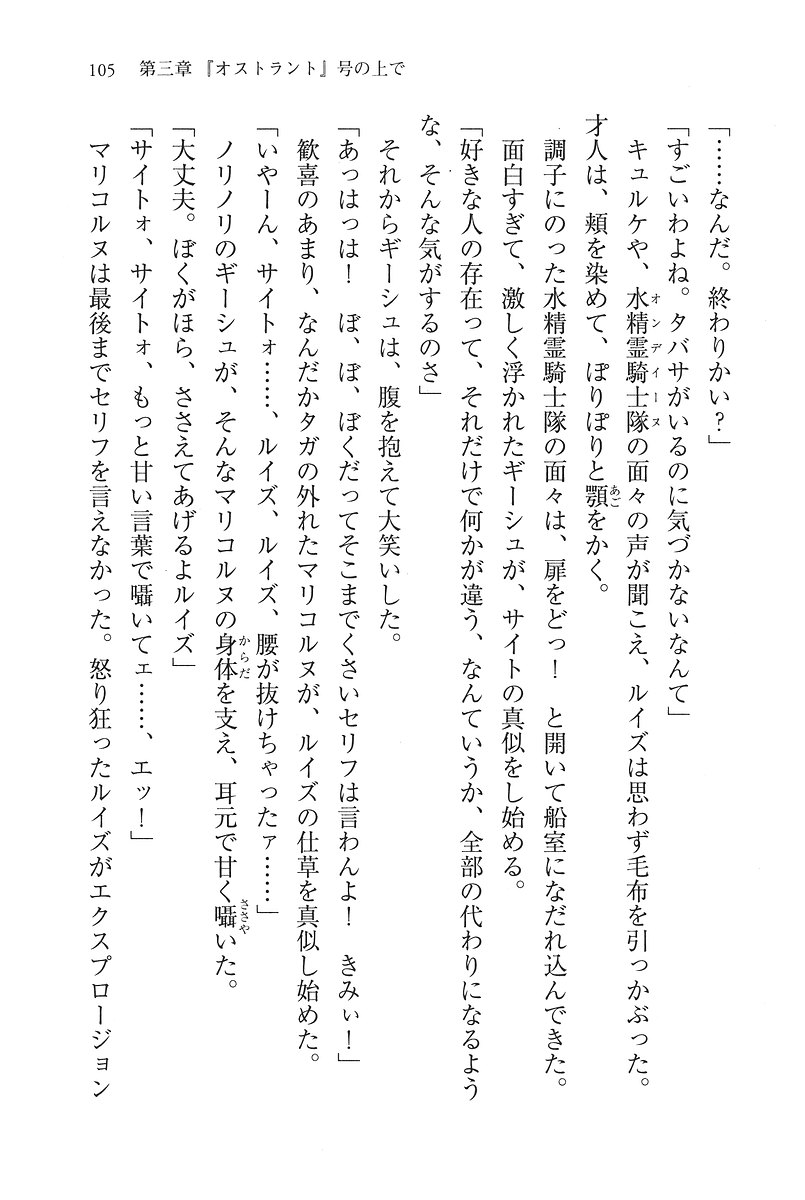 105　第三章　『オストラント』号の上で
「……なんだ。終わりかい？」
「すごいわよね。タバサがいるのに気づかないなんて」
　キュルケや、水精霊騎士隊の面々の声が聞こえ、ルイズは思わず毛布を引っかぶった。
オンディーヌ
才人は、頬を染めて、ぽりぽりと顎をかく。
あご
　調子にのった水精霊騎士隊の面々は、扉をどっ！　と開いて船室になだれ込んできた。
　面白すぎて、激しく浮かれたギーシュが、サイトの真似をし始める。
「好きな人の存在って、それだけで何かが違う、なんていうか、全部の代わりになるよう
な、そんな気がするのさ」
　それからギーシュは、腹を抱えて大笑いした。
「あっはっは！　ぼ、ぼ、ぼくだってそこまでくさいセリフは言わんよ！　きみぃ！」
　歓喜のあまり、なんだかタガの外れたマリコルヌが、ルイズの仕草を真似し始めた。
「いやーん、サイトォ……、ルイズ、ルイズ、腰が抜けちゃったァ……」
　ノリノリのギーシュが、そんなマリコルヌの身体を支え、耳元で甘く囁いた。
からだ
ささや
「大丈夫。ぼくがほら、ささえてあげるよルイズ」
「サイトォ、サイトォ、もっと甘い言葉で囁いてェ……、エッ！」
　マリコルヌは最後までセリフを言えなかった。怒り狂ったルイズがエクスプロージョン